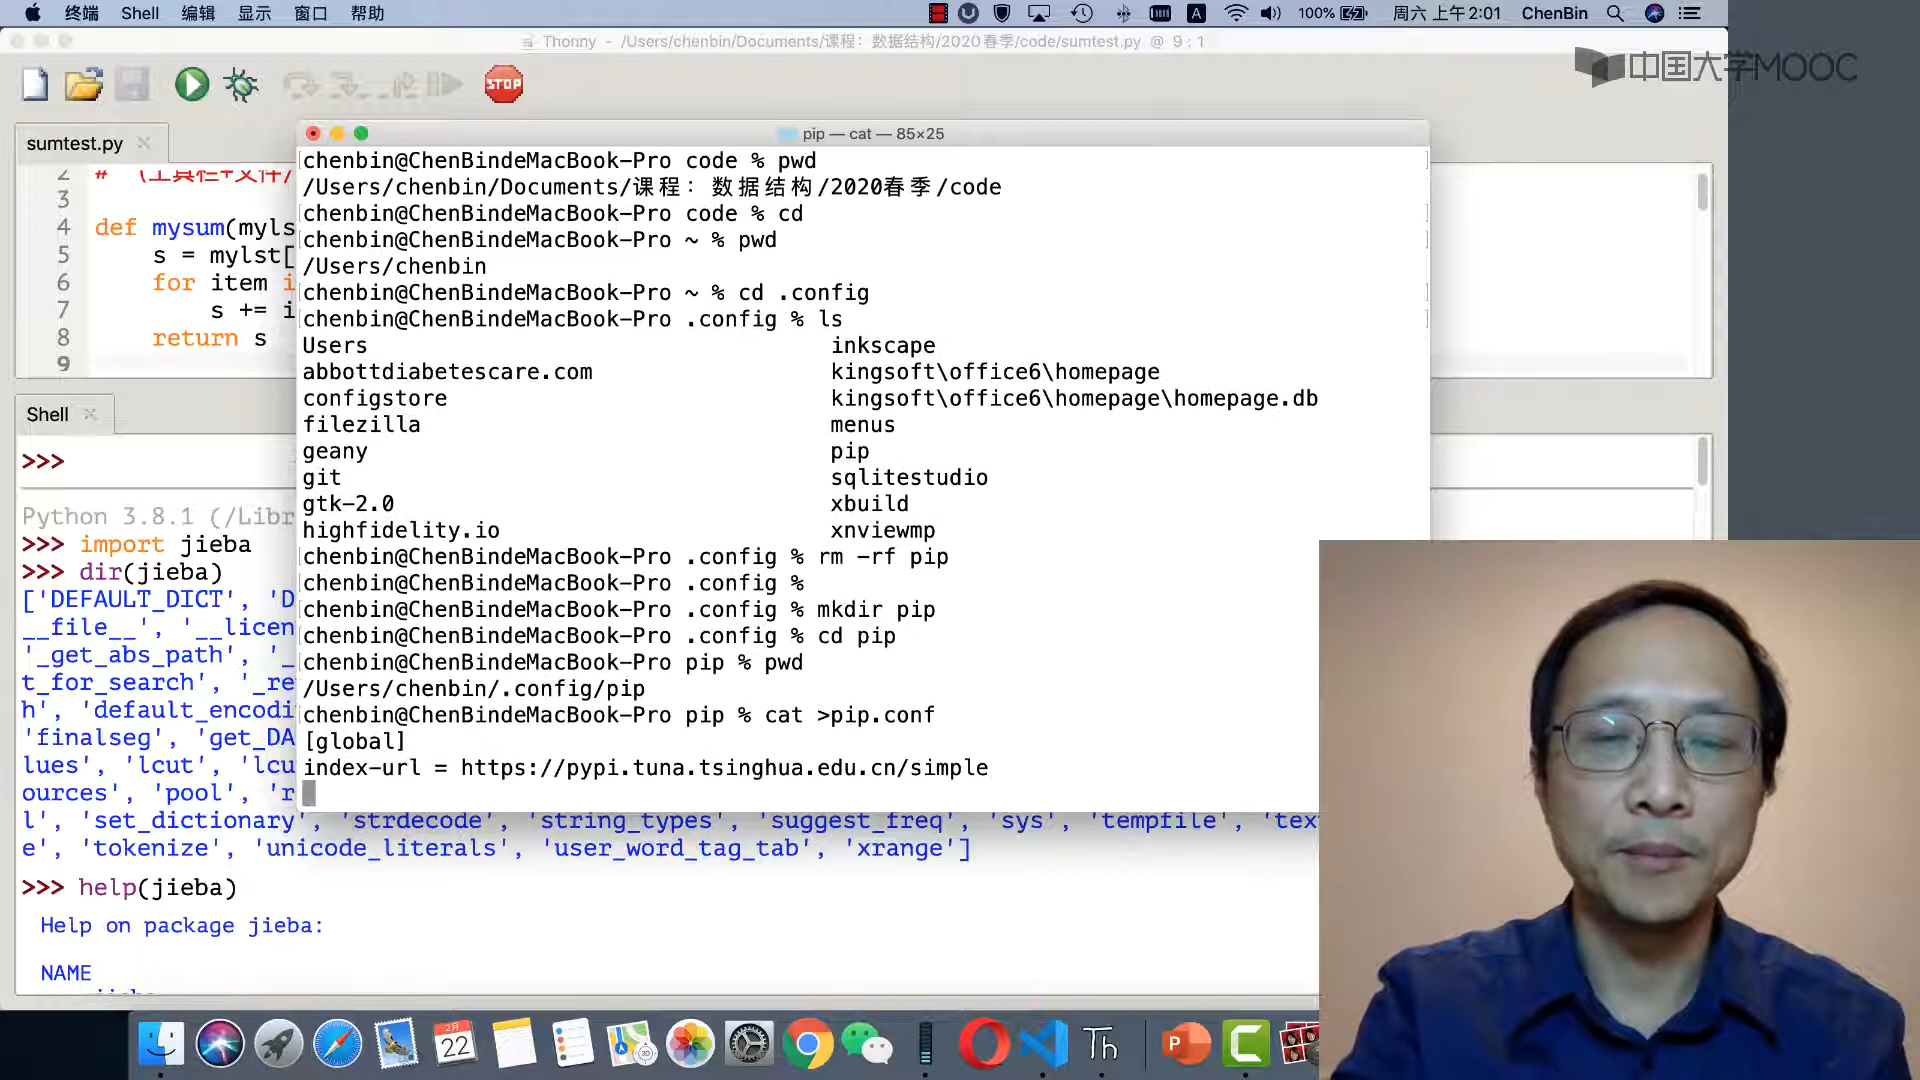 终端 Shell 编辑 显示 窗口 帮助 A 100% 周六 上午2:01 ChenBin
Thonny - /Users/chenbin/Documents/课程：数据结构/2020春季/code/sumtest.py @ 9 : 1
中国大学MOOC
STOP
sumtest.py
2 # (工具栏+文件/
3
4 def mysum(myls
5 s = mylst[
6 for item i
7 s += i
8 return s
9
pip — cat — 85×25
chenbin@ChenBindeMacBook-Pro code % pwd
/Users/chenbin/Documents/课程：数据结构/2020春季/code
chenbin@ChenBindeMacBook-Pro code % cd
chenbin@ChenBindeMacBook-Pro ~ % pwd
/Users/chenbin
chenbin@ChenBindeMacBook-Pro ~ % cd .config
chenbin@ChenBindeMacBook-Pro .config % ls
Users inkscape
abbottdiabetescare.com kingsoft\office6\homepage
configstore kingsoft\office6\homepage\homepage.db
filezilla menus
geany pip
git sqlitestudio
gtk-2.0 xbuild
highfidelity.io xnviewmp
chenbin@ChenBindeMacBook-Pro .config % rm -rf pip
chenbin@ChenBindeMacBook-Pro .config %
chenbin@ChenBindeMacBook-Pro .config % mkdir pip
chenbin@ChenBindeMacBook-Pro .config % cd pip
chenbin@ChenBindeMacBook-Pro pip % pwd
/Users/chenbin/.config/pip
chenbin@ChenBindeMacBook-Pro pip % cat >pip.conf
[global]
index-url = https://pypi.tuna.tsinghua.edu.cn/simple
Shell
>>>
Python 3.8.1 (/Libr
>>> import jieba
>>> dir(jieba)
['DEFAULT_DICT', 'D
__file__', '__licen
'_get_abs_path', '_
t_for_search', '_re
h', 'default_encodi
'finalseg', 'get_DA
lues', 'lcut', 'lcu
ources', 'pool', 'r
l', 'set_dictionary', 'strdecode', 'string_types', 'suggest_freq', 'sys', 'tempfile', 'tex
e', 'tokenize', 'unicode_literals', 'user_word_tag_tab', 'xrange']
>>> help(jieba)
Help on package jieba:
NAME
2月
22
3D
Th
P
C